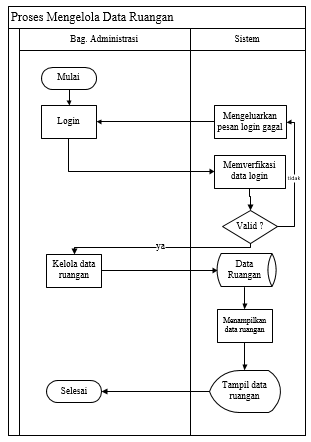 Proses Mengelola Data Ruangan
Bag. Administrasi
Sistem
Mulai
Login
Mengeluarkan
pesan login gagal
Memverfikasi
data login
tidak
Valid ?
ya
Kelola data
ruangan
Data
Ruangan
Menampilkan
data ruangan
Tampil data
ruangan
Selesai